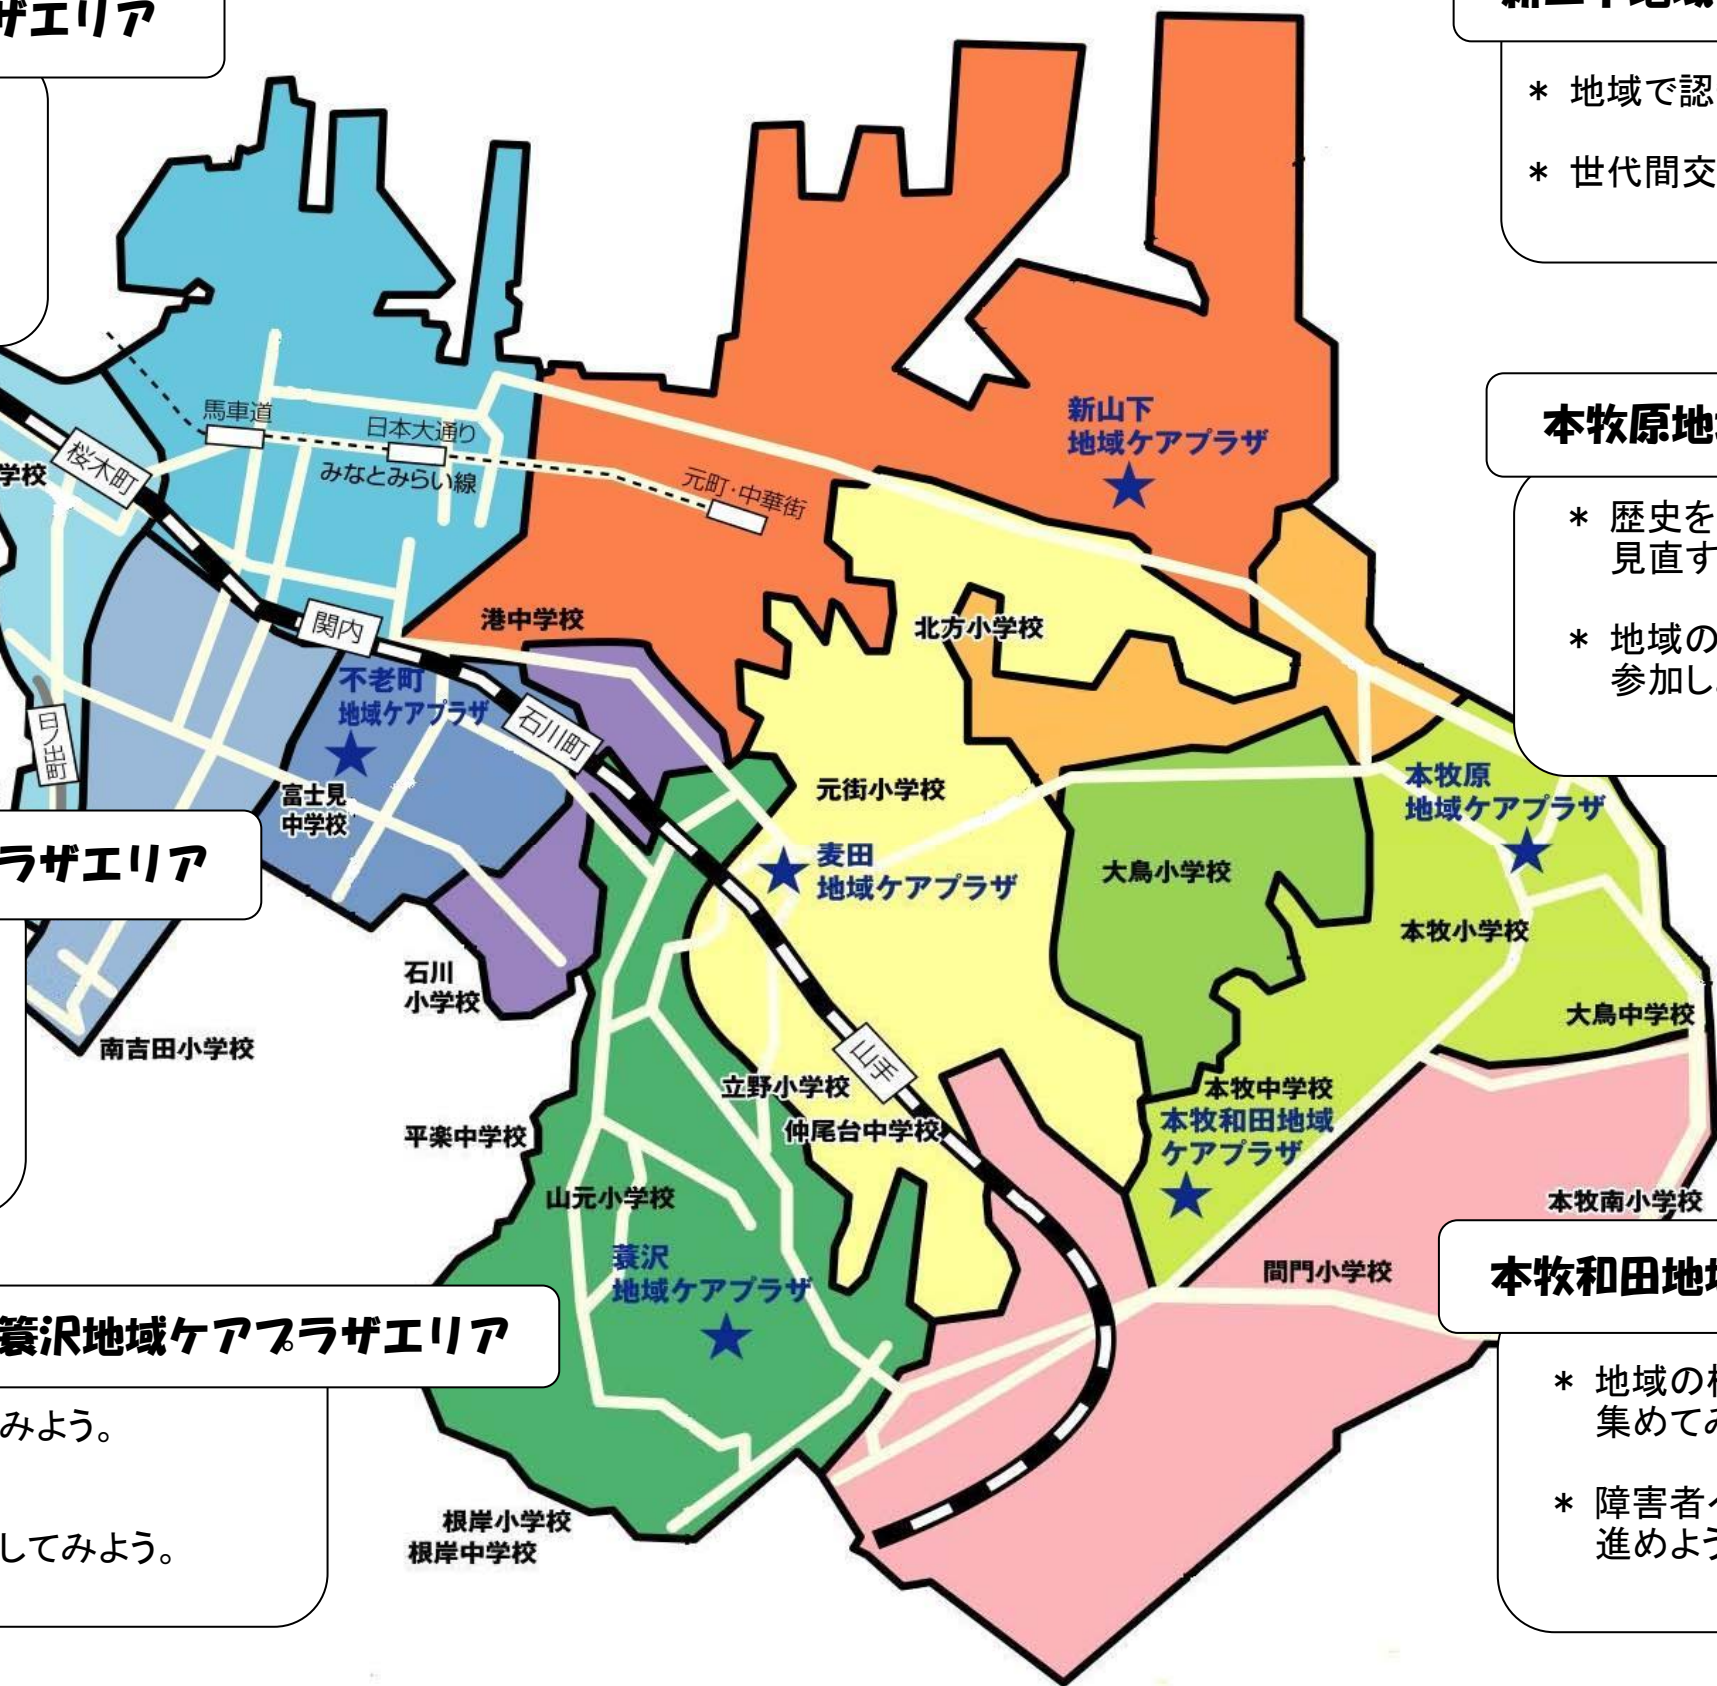 ザエリア
* 地域で認
* 世代間交
馬車道
日本大通り
みなとみらい線
元町・中華街
桜木町
学校
新山下
地域ケアプラザ
本牧原地
* 歴史を
見直す
* 地域の
参加し
関内
港中学校
北方小学校
不老町
地域ケアプラザ
石川町
日ノ出町
富士見
中学校
元街小学校
本牧原
地域ケアプラザ
ラザエリア
麦田
地域ケアプラザ
大鳥小学校
本牧小学校
石川
小学校
大鳥中学校
南吉田小学校
山手
立野小学校
本牧中学校
仲尾台中学校
本牧和田地域
ケアプラザ
平楽中学校
山元小学校
本牧南小学校
蓑沢
地域ケアプラザ
間門小学校
本牧和田地
簑沢地域ケアプラザエリア
* 地域の
集めて
みよう。
* 障害者
進めよう
してみよう。
根岸小学校
根岸中学校